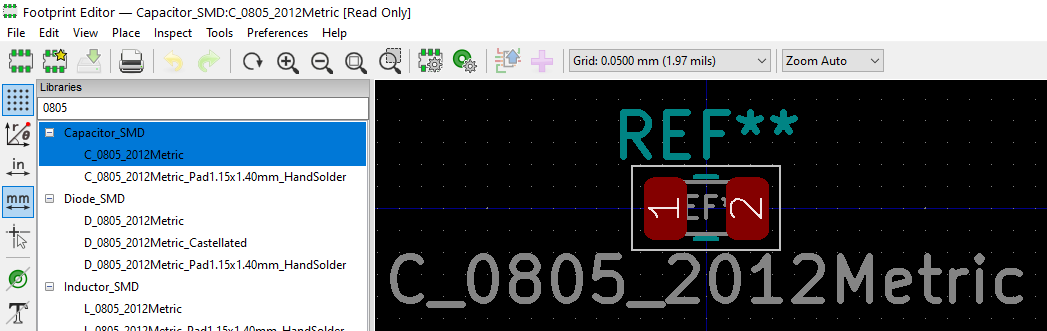 Footprint Editor — Capacitor_SMD:C_0805_2012Metric [Read Only]
File Edit View Place Inspect Tools Preferences Help
Grid: 0.0500 mm (1.97 mils) Zoom Auto
Libraries
0805
Capacitor_SMD
C_0805_2012Metric
C_0805_2012Metric_Pad1.15x1.40mm_HandSolder
Diode_SMD
D_0805_2012Metric
D_0805_2012Metric_Castellated
D_0805_2012Metric_Pad1.15x1.40mm_HandSolder
Inductor_SMD
L_0805_2012Metric
L_0805_2012Metric_Pad1.15x1.40mm_HandSolder
in
mm
REF**
1 EF* 2
C_0805_2012Metric